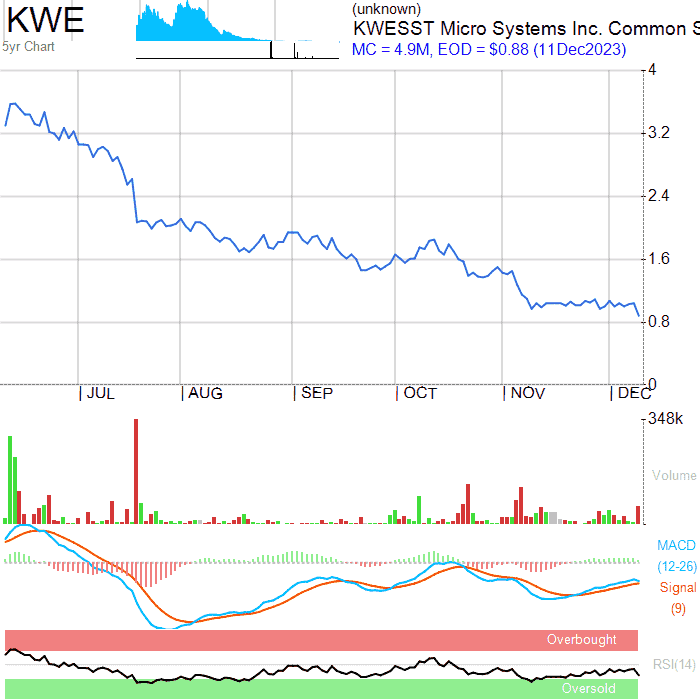 KWE
5yr Chart
(unknown)
KWESST Micro Systems Inc. Common S
MC = 4.9M, EOD = $0.88 (11Dec2023)
4
3.2
2.4
1.6
0.8
0
JUL
AUG
SEP
OCT
NOV
DEC
348k
Volume
MACD
(12-26)
Signal
(9)
Overbought
RSI(14)
Oversold